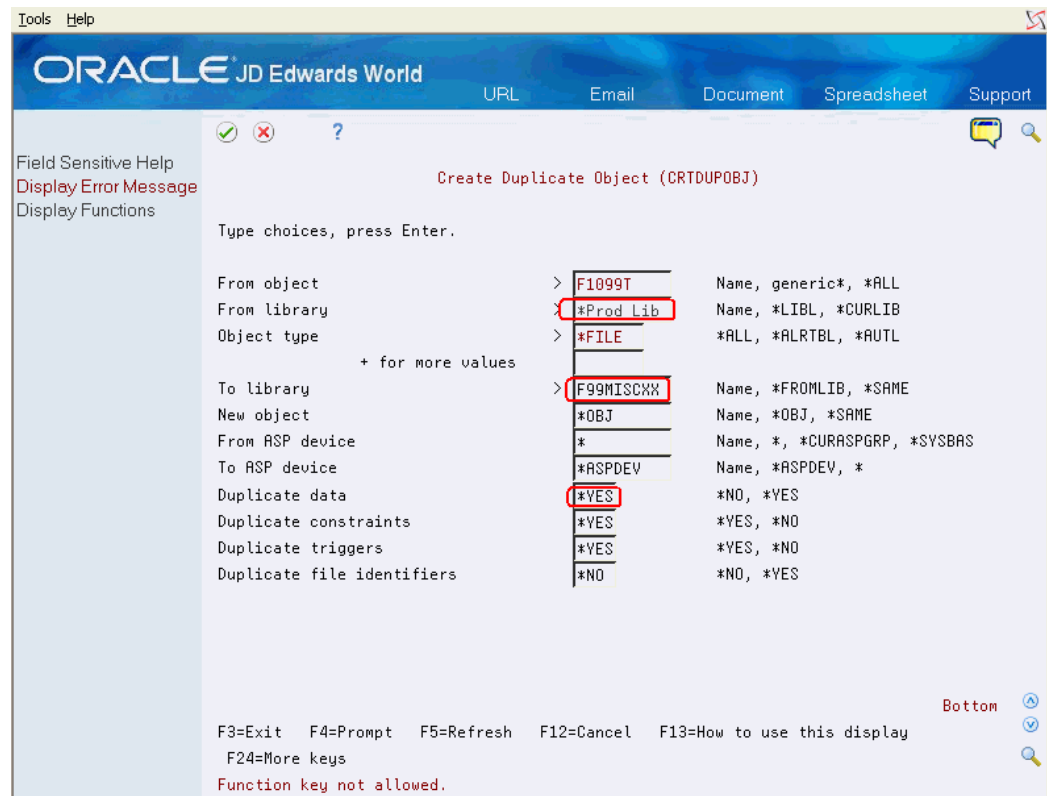 Tools Help
ORACLE JD Edwards World
URL Email Document Spreadsheet Support
?
Field Sensitive Help
Display Error Message
Display Functions
Create Duplicate Object (CRTDUPOBJ)
Type choices, press Enter.
From object > F1099T Name, generic*, *ALL
From library > *Prod Lib Name, *LIBL, *CURLIB
Object type > *FILE *ALL, *ALRTBL, *AUTL
+ for more values
To library > F99MISCXX Name, *FROMLIB, *SAME
New object *OBJ Name, *OBJ, *SAME
From ASP device * Name, *, *CURASPGRP, *SYSBAS
To ASP device *ASPDEV Name, *ASPDEV, *
Duplicate data *YES *NO, *YES
Duplicate constraints *YES *YES, *NO
Duplicate triggers *YES *YES, *NO
Duplicate file identifiers *NO *NO, *YES
Bottom
F3=Exit F4=Prompt F5=Refresh F12=Cancel F13=How to use this display
F24=More keys
Function key not allowed.